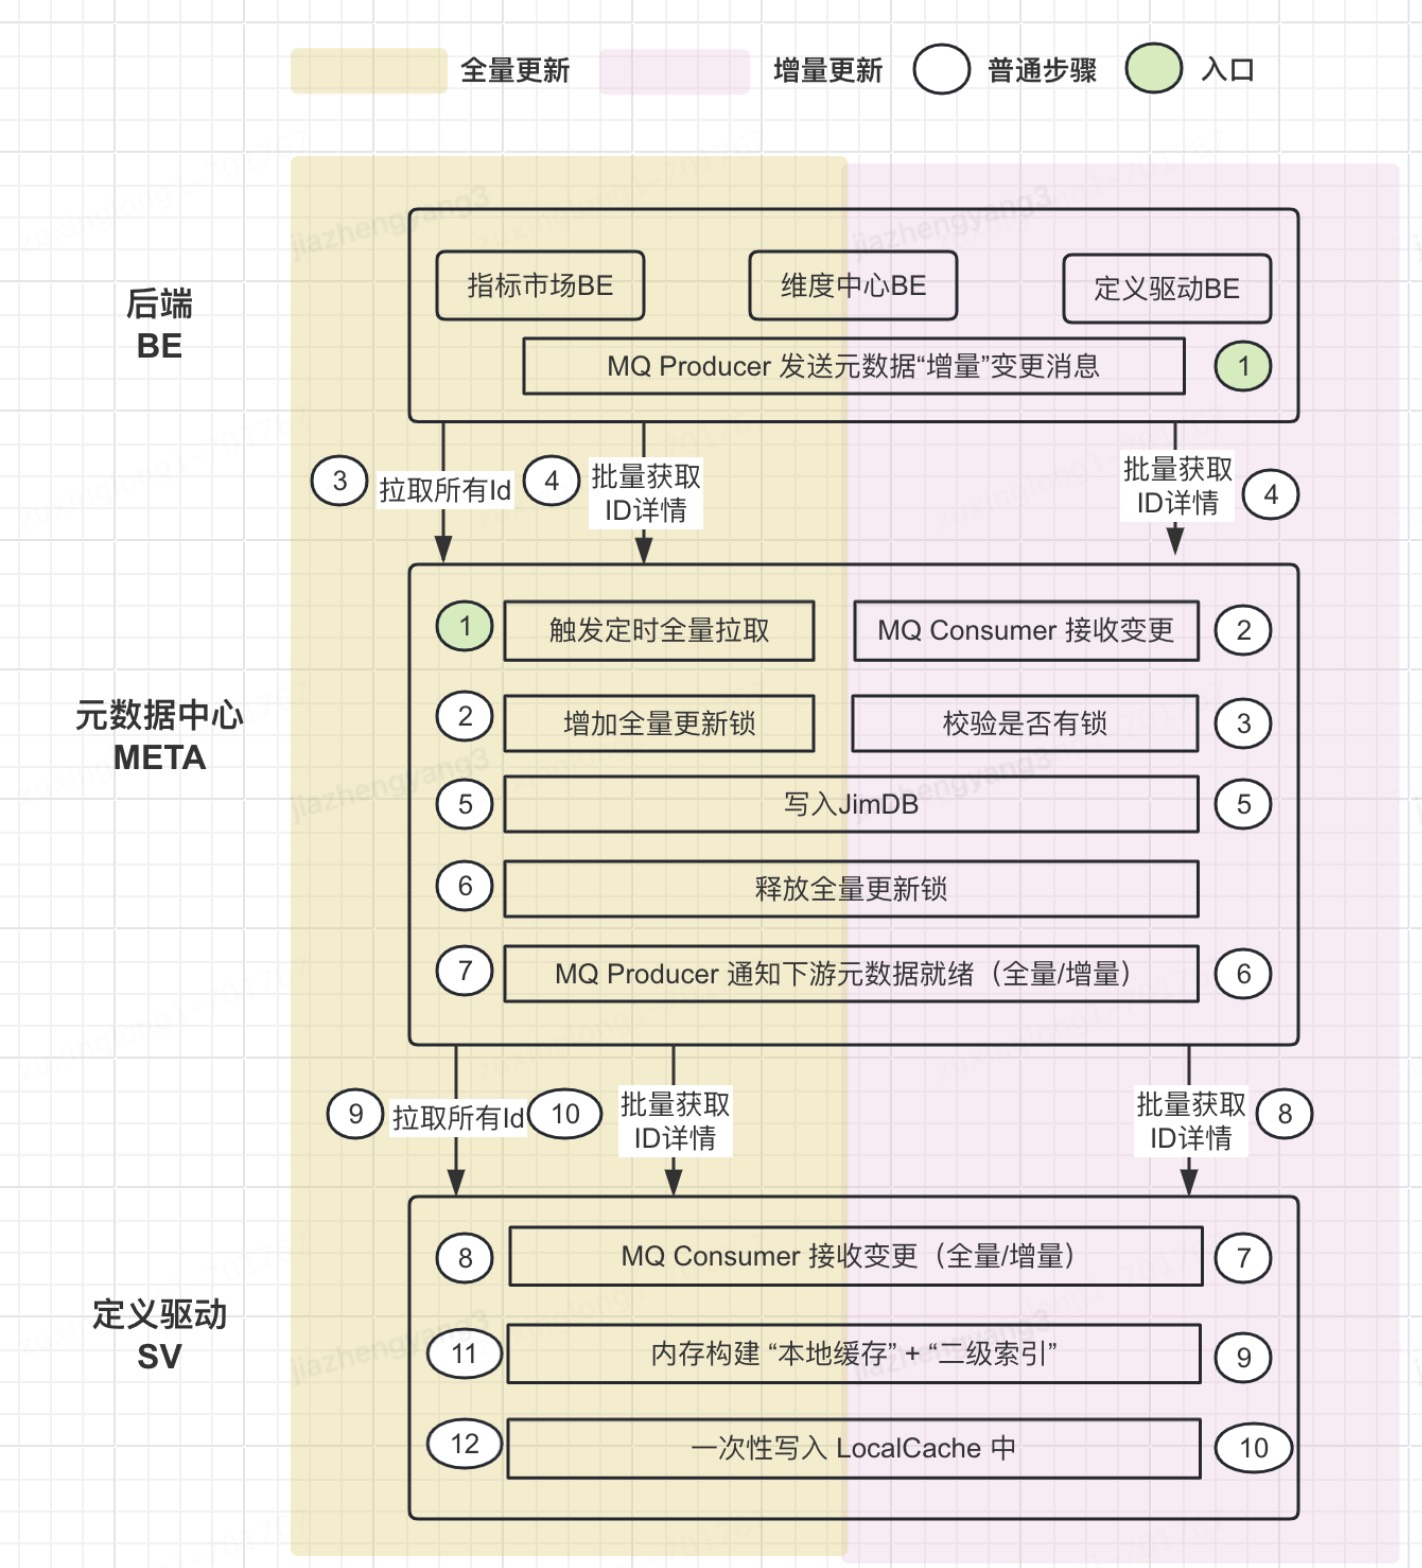 全量更新 增量更新 普通步骤 入口
后端
BE
指标市场BE 维度中心BE 定义驱动BE
MQ Producer 发送元数据“增量”变更消息 1
3 拉取所有Id 4 批量获取
ID详情
批量获取
ID详情 4
元数据中心
META
1 触发定时全量拉取 MQ Consumer 接收变更 2
2 增加全量更新锁 校验是否有锁 3
5 写入JimDB 5
6 释放全量更新锁
7 MQ Producer 通知下游元数据就绪（全量/增量） 6
9 拉取所有Id 10 批量获取
ID详情
批量获取
ID详情 8
定义驱动
SV
8 MQ Consumer 接收变更（全量/增量） 7
11 内存构建 “本地缓存” + “二级索引” 9
12 一次性写入 LocalCache 中 10
jiazhengyang3
jiazhengyang3
jiazhengyang3
jiazhengyang3
jiazhengyang3
jiazhengyang3